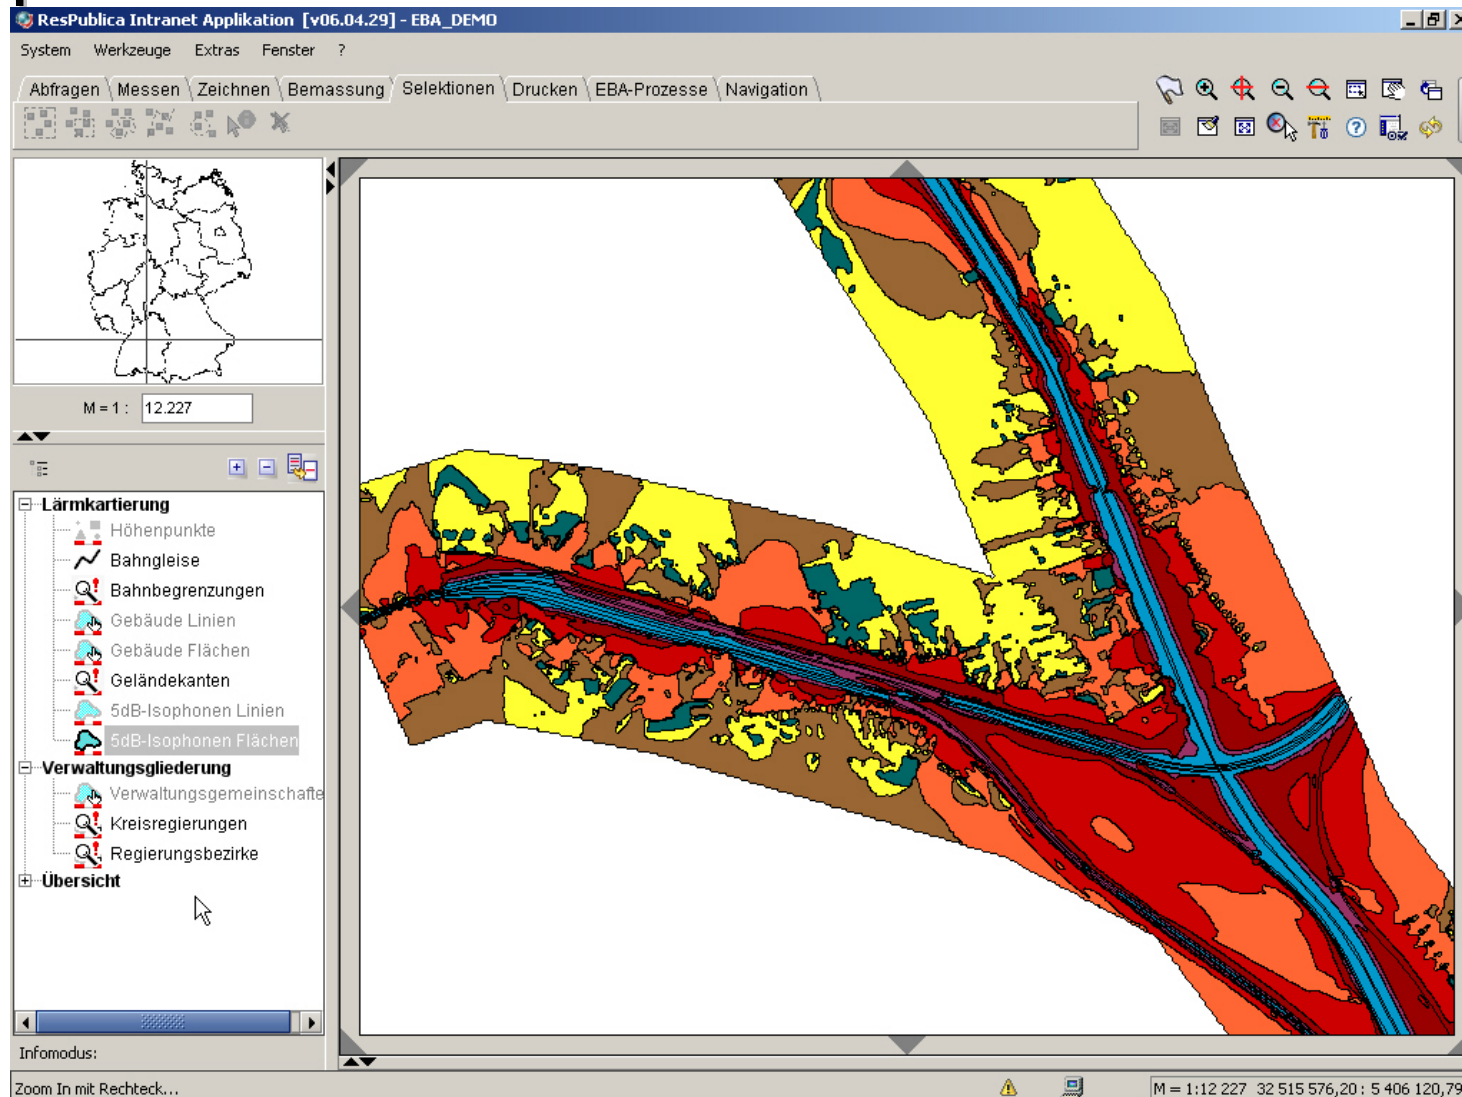 ResPublica Intranet Applikation [v06.04.29] - EBA_DEMO
System Werkzeuge Extras Fenster ?
Abfragen Messen Zeichnen Bemassung Selektionen Drucken EBA-Prozesse Navigation
M = 1 : 12.227
Lärmkartierung
Höhenpunkte
Bahngleise
Bahnbegrenzungen
Gebäude Linien
Gebäude Flächen
Geländekanten
5dB-Isophonen Linien
5dB-Isophonen Flächen
Verwaltungsgliederung
Verwaltungsgemeinschafte
Kreisregierungen
Regierungsbezirke
Übersicht
Infomodus:
Zoom In mit Rechteck...
M = 1:12 227 32 515 576,20 : 5 406 120,79